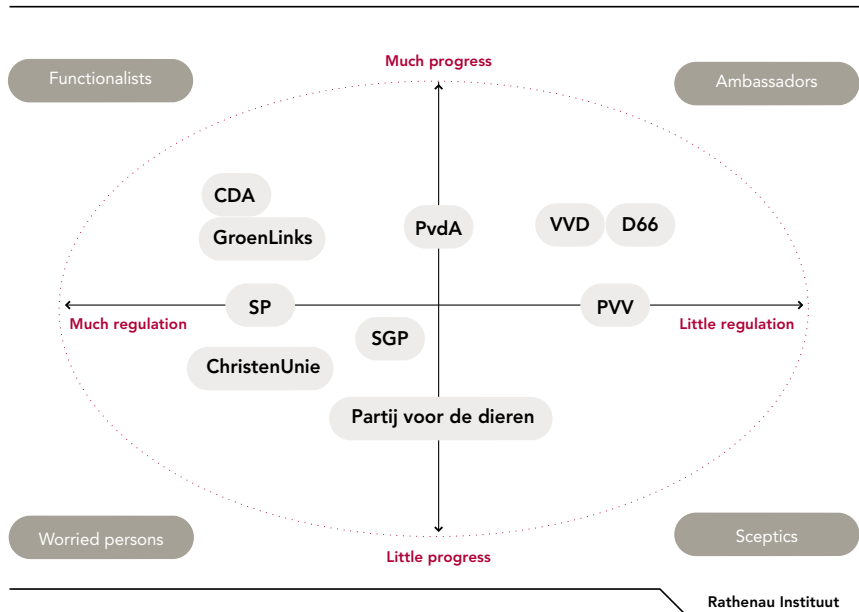 Much progress
Functionalists
Ambassadors
CDA
GroenLinks
PvdA
VVD
D66
SP
PVV
Much regulation
Little regulation
SGP
ChristenUnie
Partij voor de dieren
Worried persons
Sceptics
Little progress
Rathenau Instituut